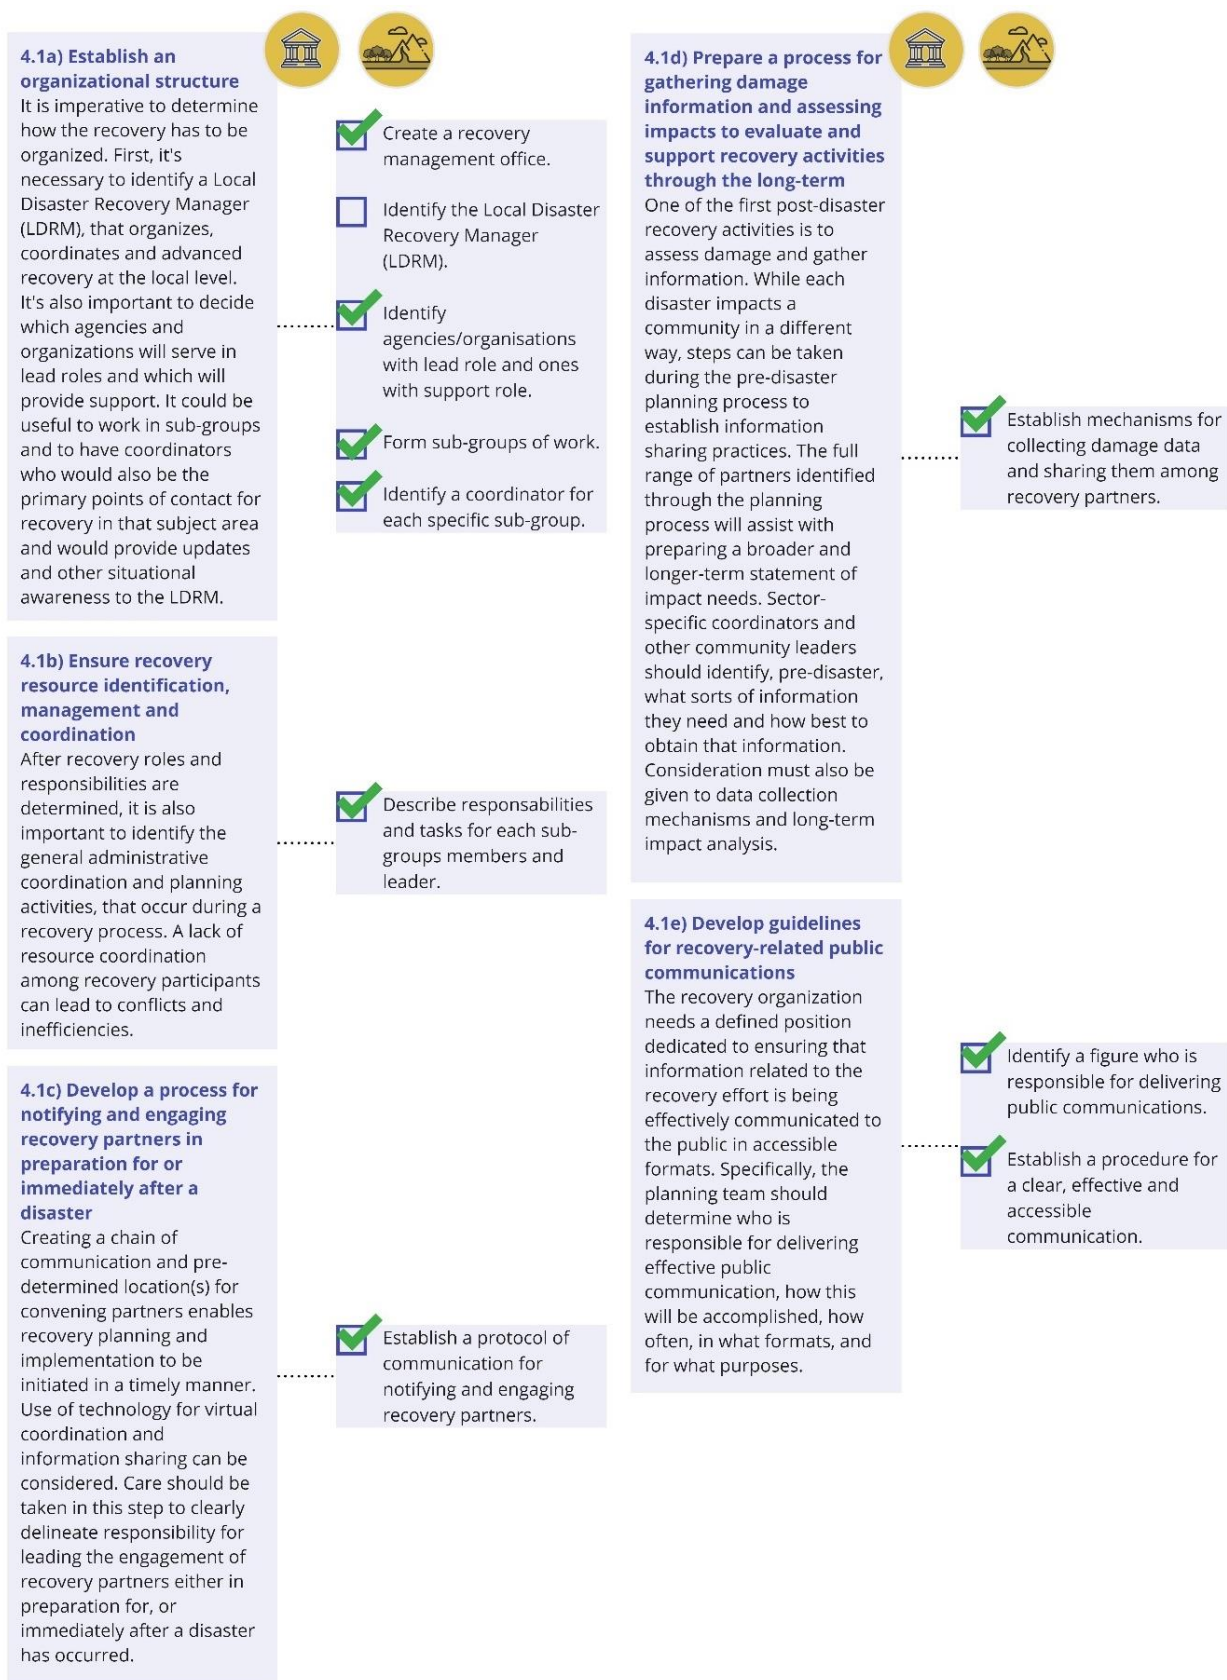 4.1a) Establish an
organizational structure
It is imperative to determine
how the recovery has to be
organized. First, it's
necessary to identify a Local
Disaster Recovery Manager
(LDRM), that organizes,
coordinates and advanced
recovery at the local level.
It's also important to decide
which agencies and
organizations will serve in
lead roles and which will
provide support. It could be
useful to work in sub-groups
and to have coordinators
who would also be the
primary points of contact for
recovery in that subject area
and would provide updates
and other situational
awareness to the LDRM.
Create a recovery
management office.
Identify the Local Disaster
Recovery Manager
(LDRM).
Identify
agencies/organisations
with lead role and ones
with support role.
Form sub-groups of work.
Identify a coordinator for
each specific sub-group.
4.1b) Ensure recovery
resource identification,
management and
coordination
After recovery roles and
responsibilities are
determined, it is also
important to identify the
general administrative
coordination and planning
activities, that occur during a
recovery process. A lack of
resource coordination
among recovery participants
can lead to conflicts and
inefficiencies.
Describe responsabilities
and tasks for each sub-
groups members and
leader.
4.1c) Develop a process for
notifying and engaging
recovery partners in
preparation for or
immediately after a
disaster
Creating a chain of
communication and pre-
determined location(s) for
convening partners enables
recovery planning and
implementation to be
initiated in a timely manner.
Use of technology for virtual
coordination and
information sharing can be
considered. Care should be
taken in this step to clearly
delineate responsibility for
leading the engagement of
recovery partners either in
preparation for, or
immediately after a disaster
has occurred.
Establish a protocol of
communication for
notifying and engaging
recovery partners.
4.1d) Prepare a process for
gathering damage
information and assessing
impacts to evaluate and
support recovery activities
through the long-term
One of the first post-disaster
recovery activities is to
assess damage and gather
information. While each
disaster impacts a
community in a different
way, steps can be taken
during the pre-disaster
planning process to
establish information
sharing practices. The full
range of partners identified
through the planning
process will assist with
preparing a broader and
longer-term statement of
impact needs. Sector-
specific coordinators and
other community leaders
should identify, pre-disaster,
what sorts of information
they need and how best to
obtain that information.
Consideration must also be
given to data collection
mechanisms and long-term
impact analysis.
Establish mechanisms for
collecting damage data
and sharing them among
recovery partners.
4.1e) Develop guidelines
for recovery-related public
communications
The recovery organization
needs a defined position
dedicated to ensuring that
information related to the
recovery effort is being
effectively communicated to
the public in accessible
formats. Specifically, the
planning team should
determine who is
responsible for delivering
effective public
communication, how this
will be accomplished, how
often, in what formats, and
for what purposes.
Identify a figure who is
responsible for delivering
public communications.
Establish a procedure for
a clear, effective and
accessible
communication.